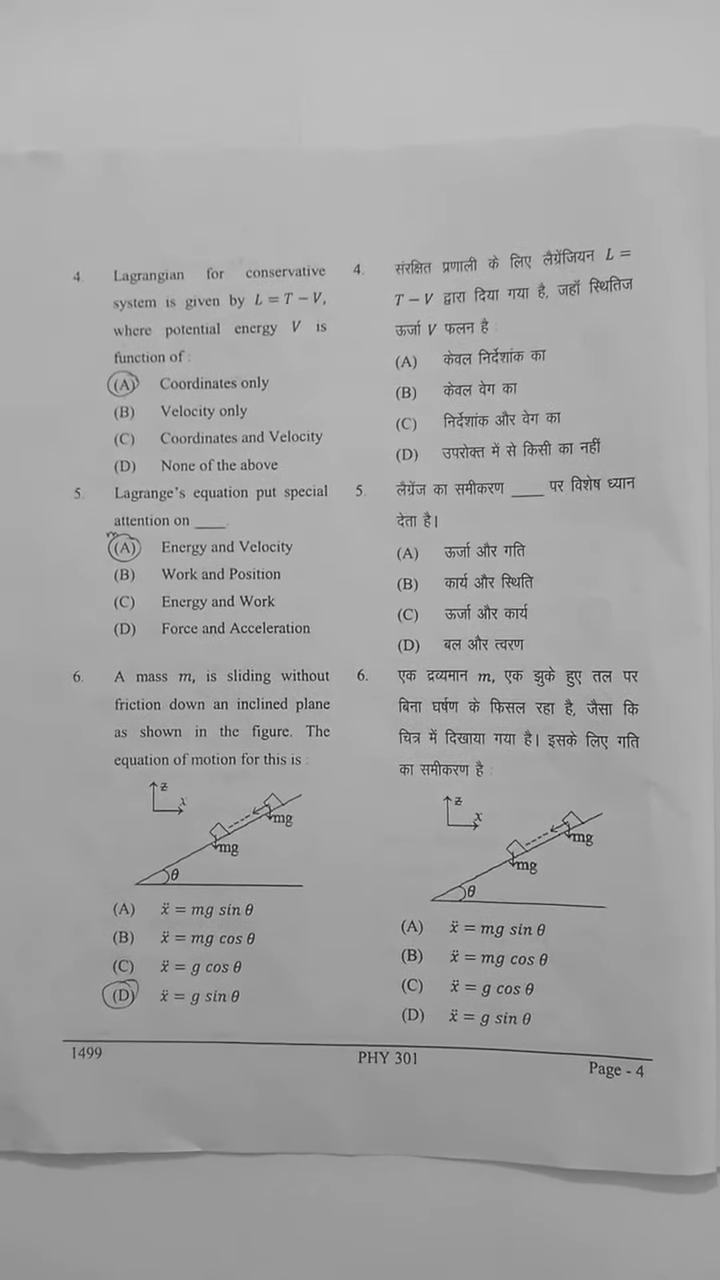 4. Lagrangian for conservative
system is given by L = T – V,
where potential energy V is
function of :
(A) Coordinates only
(B) Velocity only
(C) Coordinates and Velocity
(D) None of the above
5. Lagrange's equation put special
attention on ____.
(A) Energy and Velocity
(B) Work and Position
(C) Energy and Work
(D) Force and Acceleration
6. A mass m, is sliding without
friction down an inclined plane
as shown in the figure. The
equation of motion for this is :
z
x
mg
mg
θ
(A) ẍ = mg sin θ
(B) ẍ = mg cos θ
(C) ẍ = g cos θ
(D) ẍ = g sin θ
4. संरक्षित प्रणाली के लिए लैग्रेंजियन L =
T – V द्वारा दिया गया है, जहाँ स्थितिज
ऊर्जा V फलन है :
(A) केवल निर्देशांक का
(B) केवल वेग का
(C) निर्देशांक और वेग का
(D) उपरोक्त में से किसी का नहीं
5. लैग्रेंज का समीकरण ____ पर विशेष ध्यान
देता है।
(A) ऊर्जा और गति
(B) कार्य और स्थिति
(C) ऊर्जा और कार्य
(D) बल और त्वरण
6. एक द्रव्यमान m, एक झुके हुए तल पर
बिना घर्षण के फिसल रहा है, जैसा कि
चित्र में दिखाया गया है। इसके लिए गति
का समीकरण है :
z
x
mg
mg
θ
(A) ẍ = mg sin θ
(B) ẍ = mg cos θ
(C) ẍ = g cos θ
(D) ẍ = g sin θ
1499 PHY 301 Page - 4